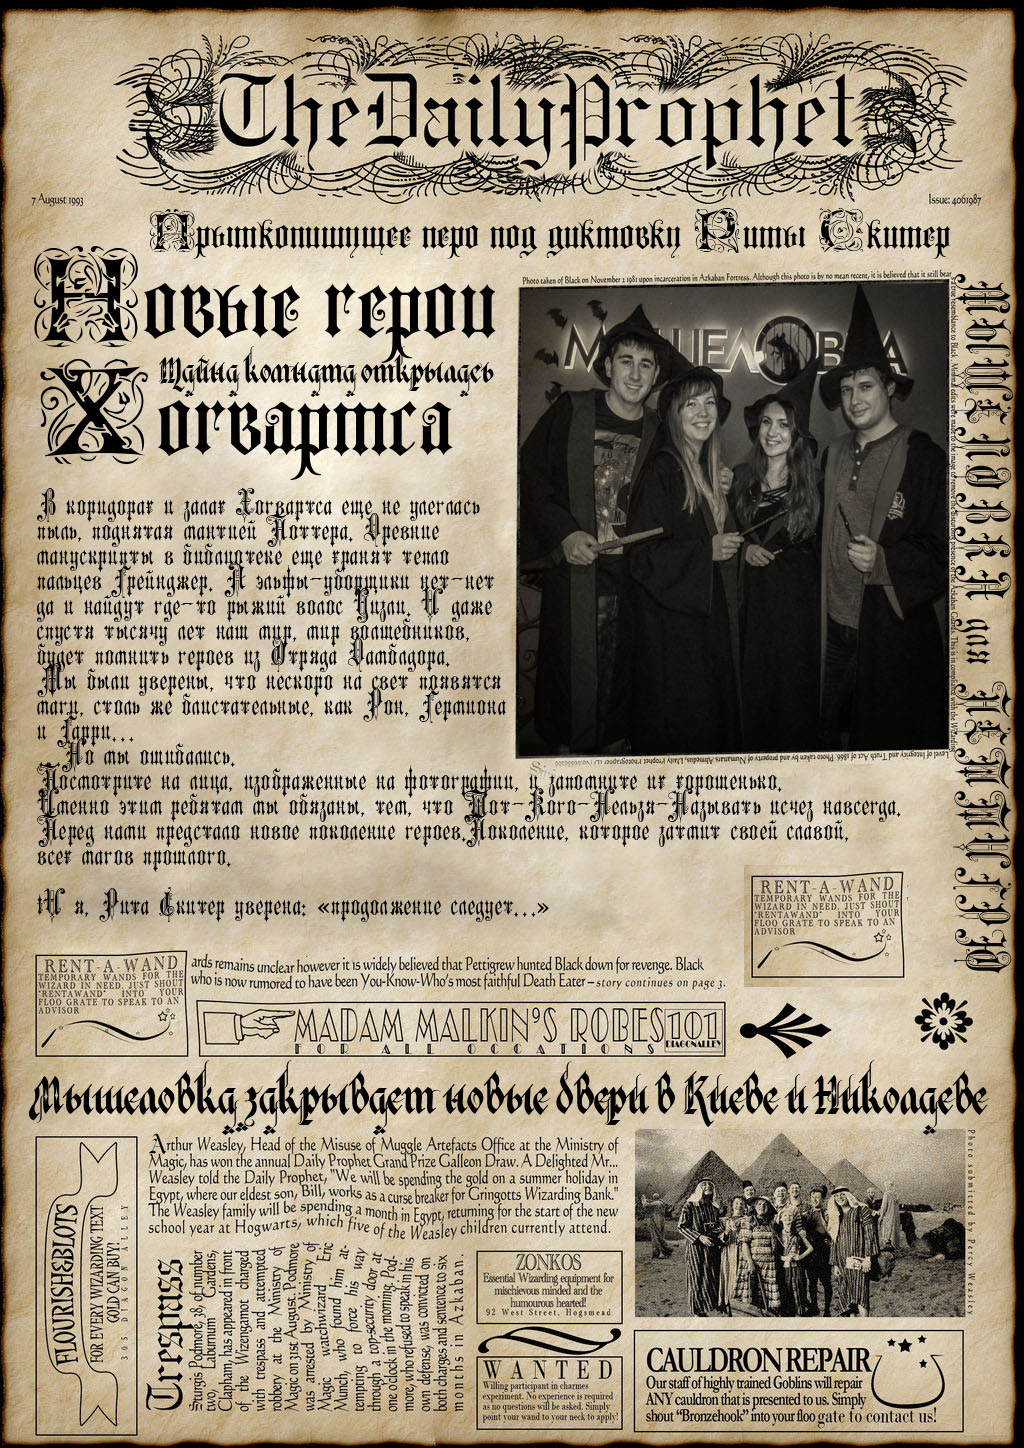 The Daily Prophet
7 August 1993
Issue: 4061987
Прыткопишущее перо под диктовку Риты Скитер
Новые герои
Тайна комната открылась
Хогвартса
Photo taken of Black on November 2 1981 upon incarceration in Azkaban Fortress. Although this photo is by no mean recent, it is believed that it still bear
МЫШЕЛОВКА
В коридорах и залах Хогвартса еще не улеглась
пыль, поднятая мантией Поттера. Древние
манускрипты в библиотеке еще хранят тепло
пальцев Грейнджер. А эльфы-уборщики нет-нет
да и найдут где-то рыжий волос Уизли. И даже
спустя тысячу лет наш мир, мир волшебников,
будет помнить героев из Отряда Дамблдора.
Мы были уверены, что нескоро на свет появятся
маги, столь же блистательные, как Рон, Гермиона
и Гарри...
Но мы ошибались.
Посмотрите на лица, изображенные на фотографии, и запомните их хорошенько.
Именно этим ребятам мы обязаны, тем, что Тот-Кого-Нельзя-Называть исчез навсегда.
Перед нами предстало новое поколение героев.Поколение, которое затмит своей славой,
всех магов прошлого.
И я, Рита Скитер уверена: «продолжение следует...»
МЫШЕЛОВКА для
RENT-A-WAND
TEMPORARY WANDS FOR THE
WIZARD IN NEED. JUST SHOUT
"RENTAWAND" INTO YOUR
FLOO GRATE TO SPEAK TO AN
ADVISOR
RENT-A-WAND
TEMPORARY WANDS FOR THE
WIZARD IN NEED. JUST SHOUT
"RENTAWAND" INTO YOUR
FLOO GRATE TO SPEAK TO AN
ADVISOR
ards remains unclear however it is widely believed that Pettigrew hunted Black down for revenge. Black
who is now rumored to have been You-Know-Who's most faithful Death Eater – story continues on page 3.
MADAM MALKIN'S ROBES
FOR ALL OCCATIONS
101
DIAGONALLEY
Мышеловка закрывает новые двери в Киеве и Николаеве
FLOURISH&BLOTS
FOR EVERY WIZARDING TEXT
GOLD CAN BUY!
305 DIAGON ALLEY
Arthur Weasley, Head of the Misuse of Muggle Artefacts Office at the Ministry of
Magic, has won the annual Daily Prophet Grand Prize Galleon Draw. A Delighted Mr...
Weasley told the Daily Prophet, "We will be spending the gold on a summer holiday in
Egypt, where our eldest son, Bill, works as a curse breaker for Gringotts Wizarding Bank."
The Weasley family will be spending a month in Egypt, returning for the start of the new
school year at Hogwarts, which five of the Weasley children currently attend.
Photo submitted by Percy Weasley
Trespass
Sturgis Podmore, 38, of number
two, Laburnum Gardens,
Clapham, has appeared in front
of the Wizengamot charged
with trespass and attempted
robbery at the Ministry of
Magic on 31st August. Podmore
was arrested by Ministry of
Magic watchwizard Eric
Munch, who found him at-
tempting to force his way
through a top-security door at
one o'clock in the morning. Pod-
more, who refused to speak in his
own defense, was convicted on
both charges and sentence to six
months in Azkaban.
ZONKOS
Essential Wizarding equipment for
mischievous minded and the
humourous hearted!
92 West Street, Hogsmead
WANTED
Willing participant in charmes
experiment. No experience is required
as no questions will be asked. Simply
point your wand to your neck to apply!
CAULDRON REPAIR
Our staff of highly trained Goblins will repair
ANY cauldron that is presented to us. Simply
shout "Bronzehook" into your floo gate to contact us!